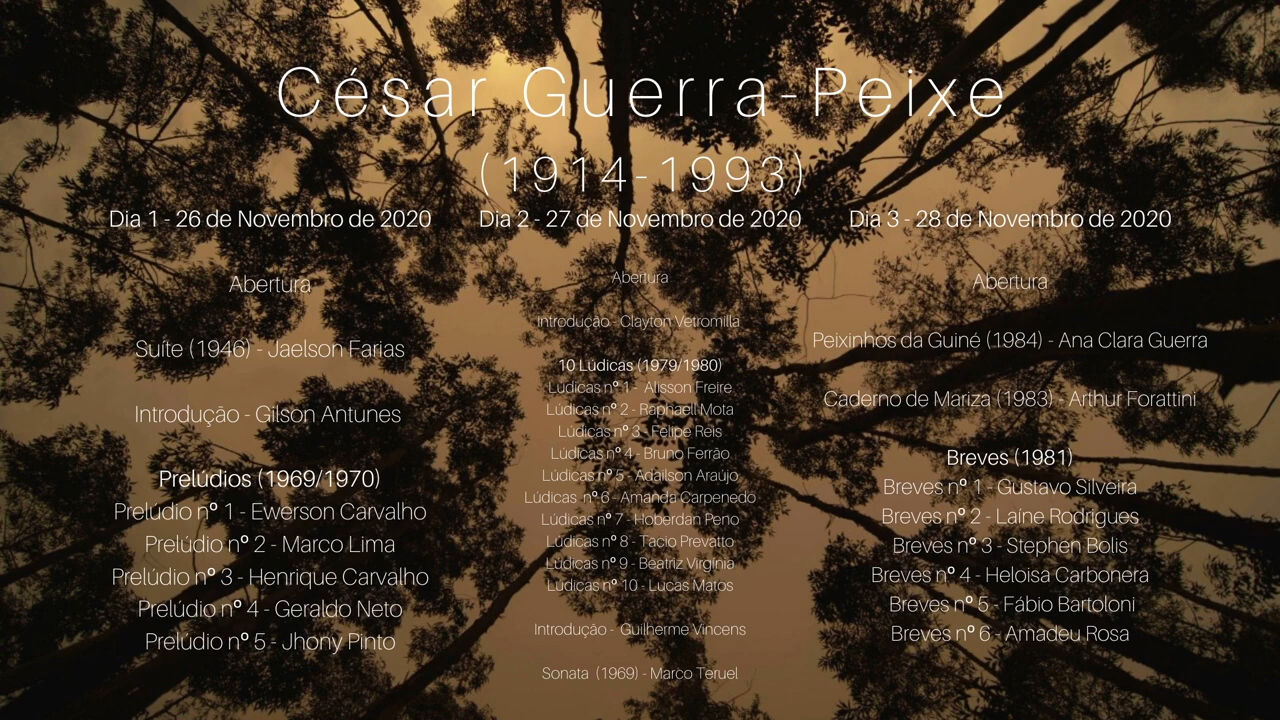 César Guerra-Peixe
(1914-1993)
Dia 1 - 26 de Novembro de 2020
Abertura
Suíte (1946) - Jaelson Farias
Introdução - Gilson Antunes
Prelúdios (1969/1970)
Prelúdio nº 1 - Ewerson Carvalho
Prelúdio nº 2 - Marco Lima
Prelúdio nº 3 - Henrique Carvalho
Prelúdio nº 4 - Geraldo Neto
Prelúdio nº 5 - Jhony Pinto
Dia 2 - 27 de Novembro de 2020
Abertura
Introdução - Clayton Vetromilla
10 Lúdicas (1979/1980)
Lúdicas nº 1 - Alisson Freire
Lúdicas nº 2 - Raphaell Mota
Lúdicas nº 3 - Felipe Reis
Lúdicas nº 4 - Bruno Ferrão
Lúdicas nº 5 - Adailson Araújo
Lúdicas nº 6 - Amanda Carpenedo
Lúdicas nº 7 - Hoberdan Peno
Lúdicas nº 8 - Tacio Prevatto
Lúdicas nº 9 - Beatriz Virgínia
Lúdicas nº 10 - Lucas Matos
Introdução - Guilherme Vincens
Sonata (1969) - Marco Teruel
Dia 3 - 28 de Novembro de 2020
Abertura
Peixinhos da Guiné (1984) - Ana Clara Guerra
Caderno de Mariza (1983) - Arthur Forattini
Breves (1981)
Breves nº 1 - Gustavo Silveira
Breves nº 2 - Laíne Rodrigues
Breves nº 3 - Stephen Bolis
Breves nº 4 - Heloisa Carbonera
Breves nº 5 - Fábio Bartoloni
Breves nº 6 - Amadeu Rosa